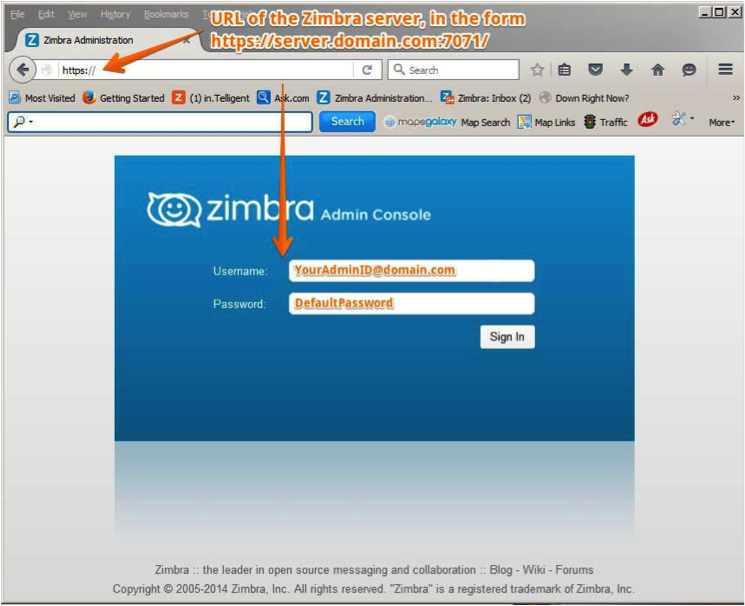 File Edit View History Bookmarks
URL of the Zimbra server, in the form
https://server.domain.com:7071/
Zimbra Administration
https://
Search
Most Visited Getting Started (1) in.Telligent Ask.com Zimbra Administration... Zimbra: Inbox (2) Down Right Now? »
Search mapsgalaxy Map Search Map Links Traffic Ask More
zimbra Admin Console
Username: YourAdminID@domain.com
Password: DefaultPassword
Sign In
Zimbra :: the leader in open source messaging and collaboration :: Blog - Wiki - Forums
Copyright © 2005-2014 Zimbra, Inc. All rights reserved. "Zimbra" is a registered trademark of Zimbra, Inc.